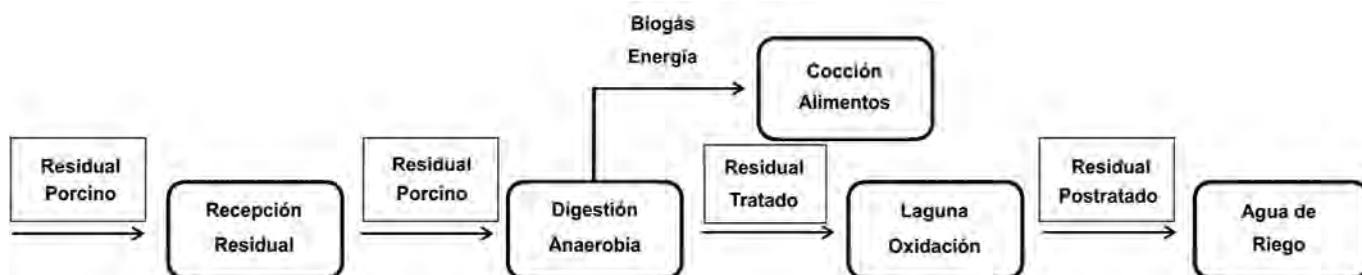 Biogás
Energía
Cocción
Alimentos
Residual
Porcino
Recepción
Residual
Residual
Porcino
Digestión
Anaerobia
Residual
Tratado
Laguna
Oxidación
Residual
Postratado
Agua de
Riego